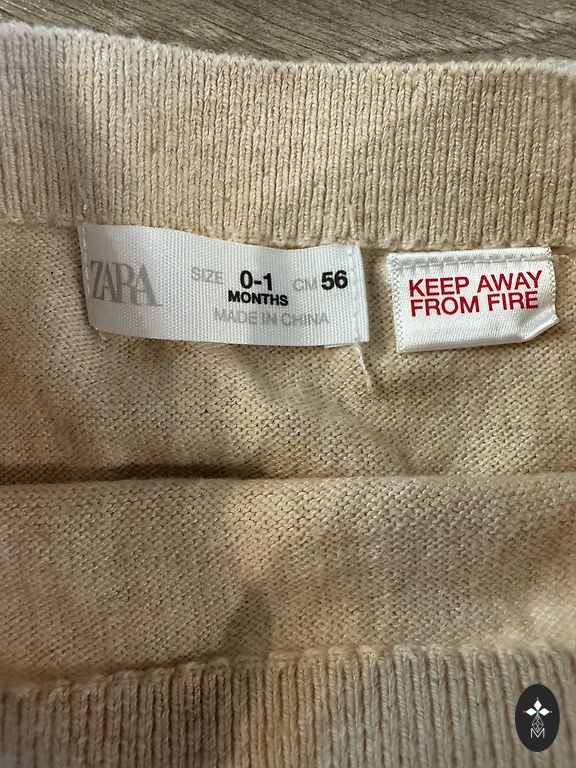 ZARA
SIZE 0-1 MONTHS CM 56
MADE IN CHINA
KEEP AWAY
FROM FIRE
M